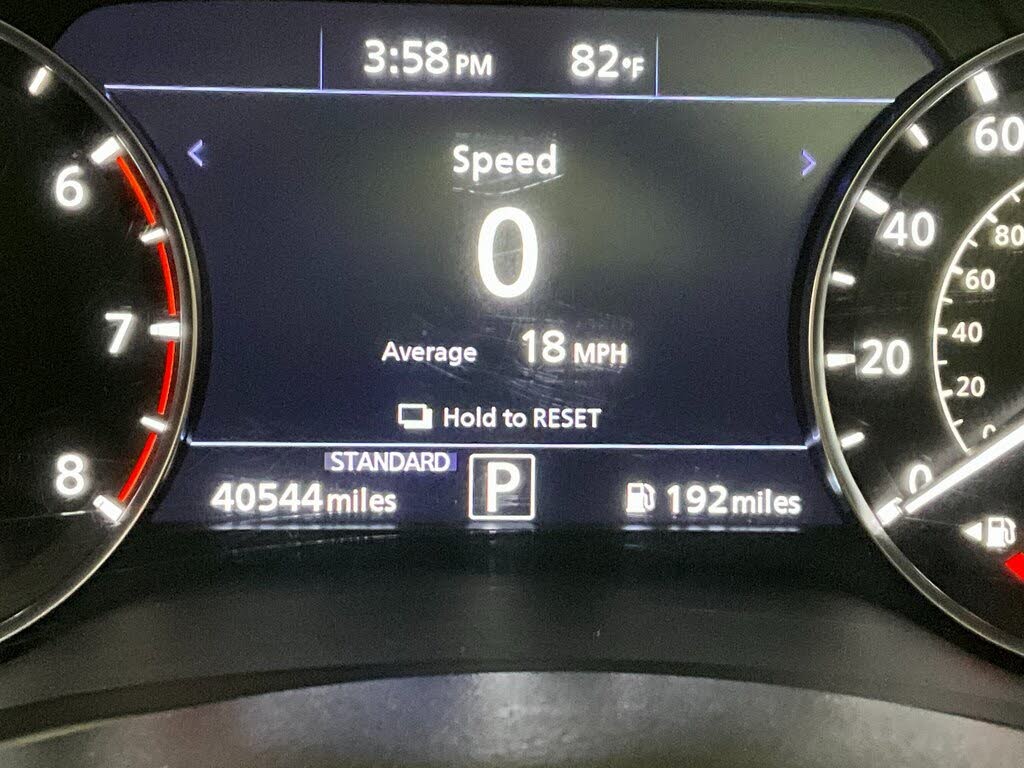 3:58 PM 82°F
< Speed >
0
Average 18 MPH
Hold to RESET
STANDARD
40544 miles P 192 miles
6
7
8
60
40
20
0
80
60
40
20
0